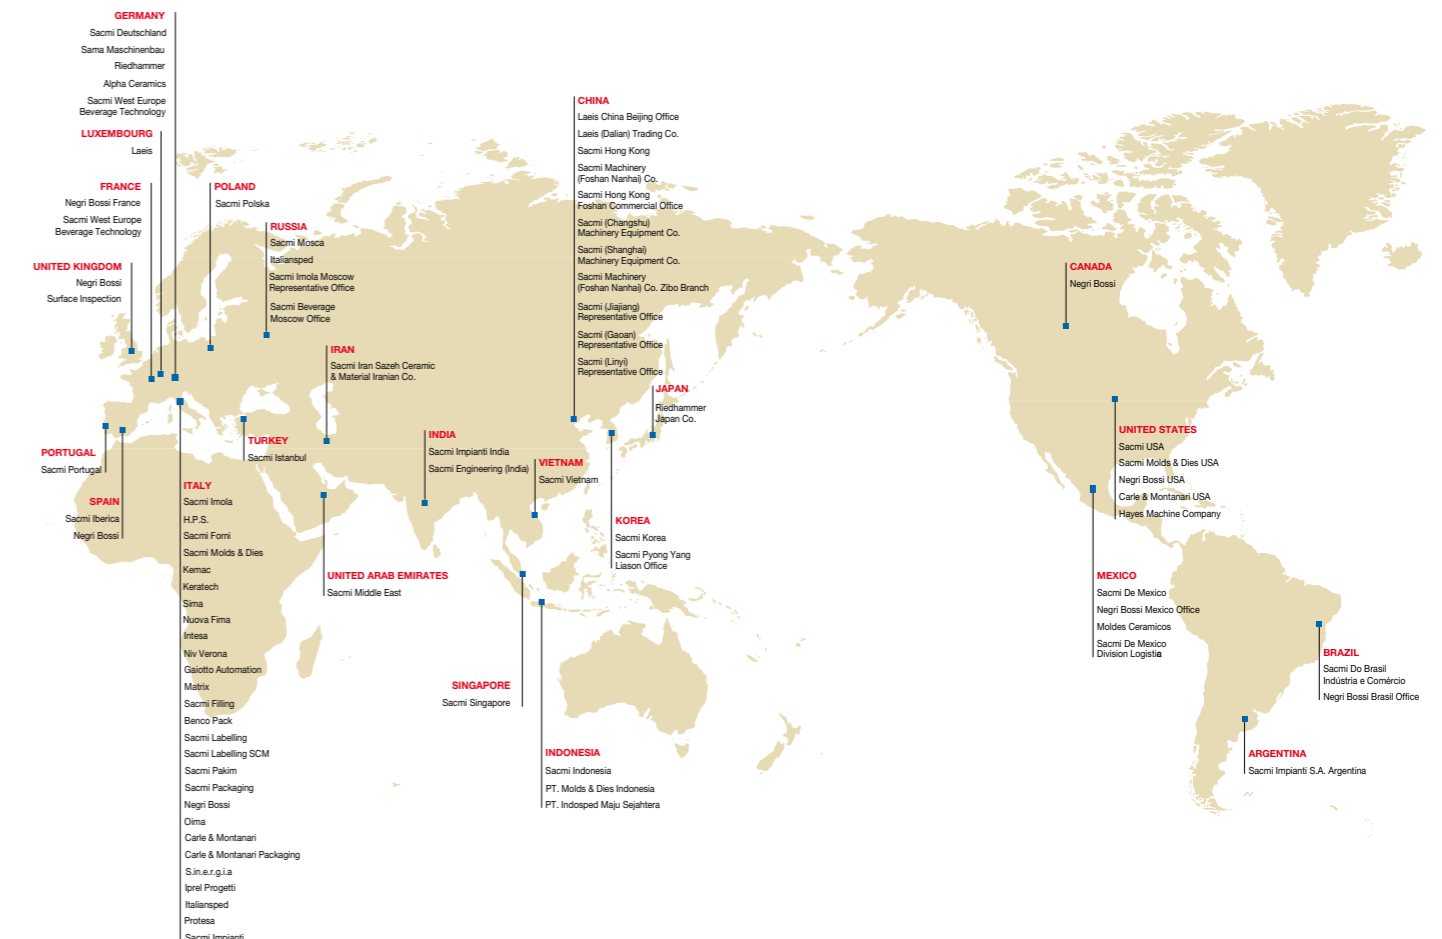 GERMANY
Sacmi Deutschland
Sama Maschinenbau
Riedhammer
Alpha Ceramics
Sacmi West Europe
Beverage Technology
LUXEMBOURG
Laeis
FRANCE
Negri Bossi France
Sacmi West Europe
Beverage Technology
UNITED KINGDOM
Negri Bossi
Surface Inspection
POLAND
Sacmi Polska
RUSSIA
Sacmi Mosca
Italiansped
Sacmi Imola Moscow
Representative Office
Sacmi Beverage
Moscow Office
IRAN
Sacmi Iran Sazeh Ceramic
& Material Iranian Co.
CHINA
Laeis China Beijing Office
Laeis (Dalian) Trading Co.
Sacmi Hong Kong
Sacmi Machinery
(Foshan Nanhai) Co.
Sacmi Hong Kong
Foshan Commercial Office
Sacmi (Changshu)
Machinery Equipment Co.
Sacmi (Shanghai)
Machinery Equipment Co.
Sacmi Machinery
(Foshan Nanhai) Co. Zibo Branch
Sacmi (Jiajiang)
Representative Office
Sacmi (Gaoan)
Representative Office
Sacmi (Linyi)
Representative Office
JAPAN
Riedhammer
Japan Co.
CANADA
Negri Bossi
UNITED STATES
Sacmi USA
Sacmi Molds & Dies USA
Negri Bossi USA
Carle & Montanari USA
Hayes Machine Company
PORTUGAL
Sacmi Portugal
SPAIN
Sacmi Iberica
Negri Bossi
TURKEY
Sacmi Istanbul
INDIA
Sacmi Impianti India
Sacmi Engineering (India)
VIETNAM
Sacmi Vietnam
KOREA
Sacmi Korea
Sacmi Pyong Yang
Liason Office
UNITED ARAB EMIRATES
Sacmi Middle East
SINGAPORE
Sacmi Singapore
INDONESIA
Sacmi Indonesia
PT. Molds & Dies Indonesia
PT. Indosped Maju Sejahtera
MEXICO
Sacmi De Mexico
Negri Bossi Mexico Office
Moldes Ceramicos
Sacmi De Mexico
Division Logistia
BRAZIL
Sacmi Do Brasil
Indústria e Comércio
Negri Bossi Brasil Office
ARGENTINA
Sacmi Impianti S.A. Argentina
ITALY
Sacmi Imola
H.P.S.
Sacmi Forni
Sacmi Molds & Dies
Kemac
Keratech
Sima
Nuova Fima
Intesa
Niv Verona
Gaiotto Automation
Matrix
Sacmi Filling
Benco Pack
Sacmi Labelling
Sacmi Labelling SCM
Sacmi Pakim
Sacmi Packaging
Negri Bossi
Oima
Carle & Montanari
Carle & Montanari Packaging
S.in.e.r.g.i.a
Iprel Progetti
Italiansped
Protesa
Sacmi Impianti